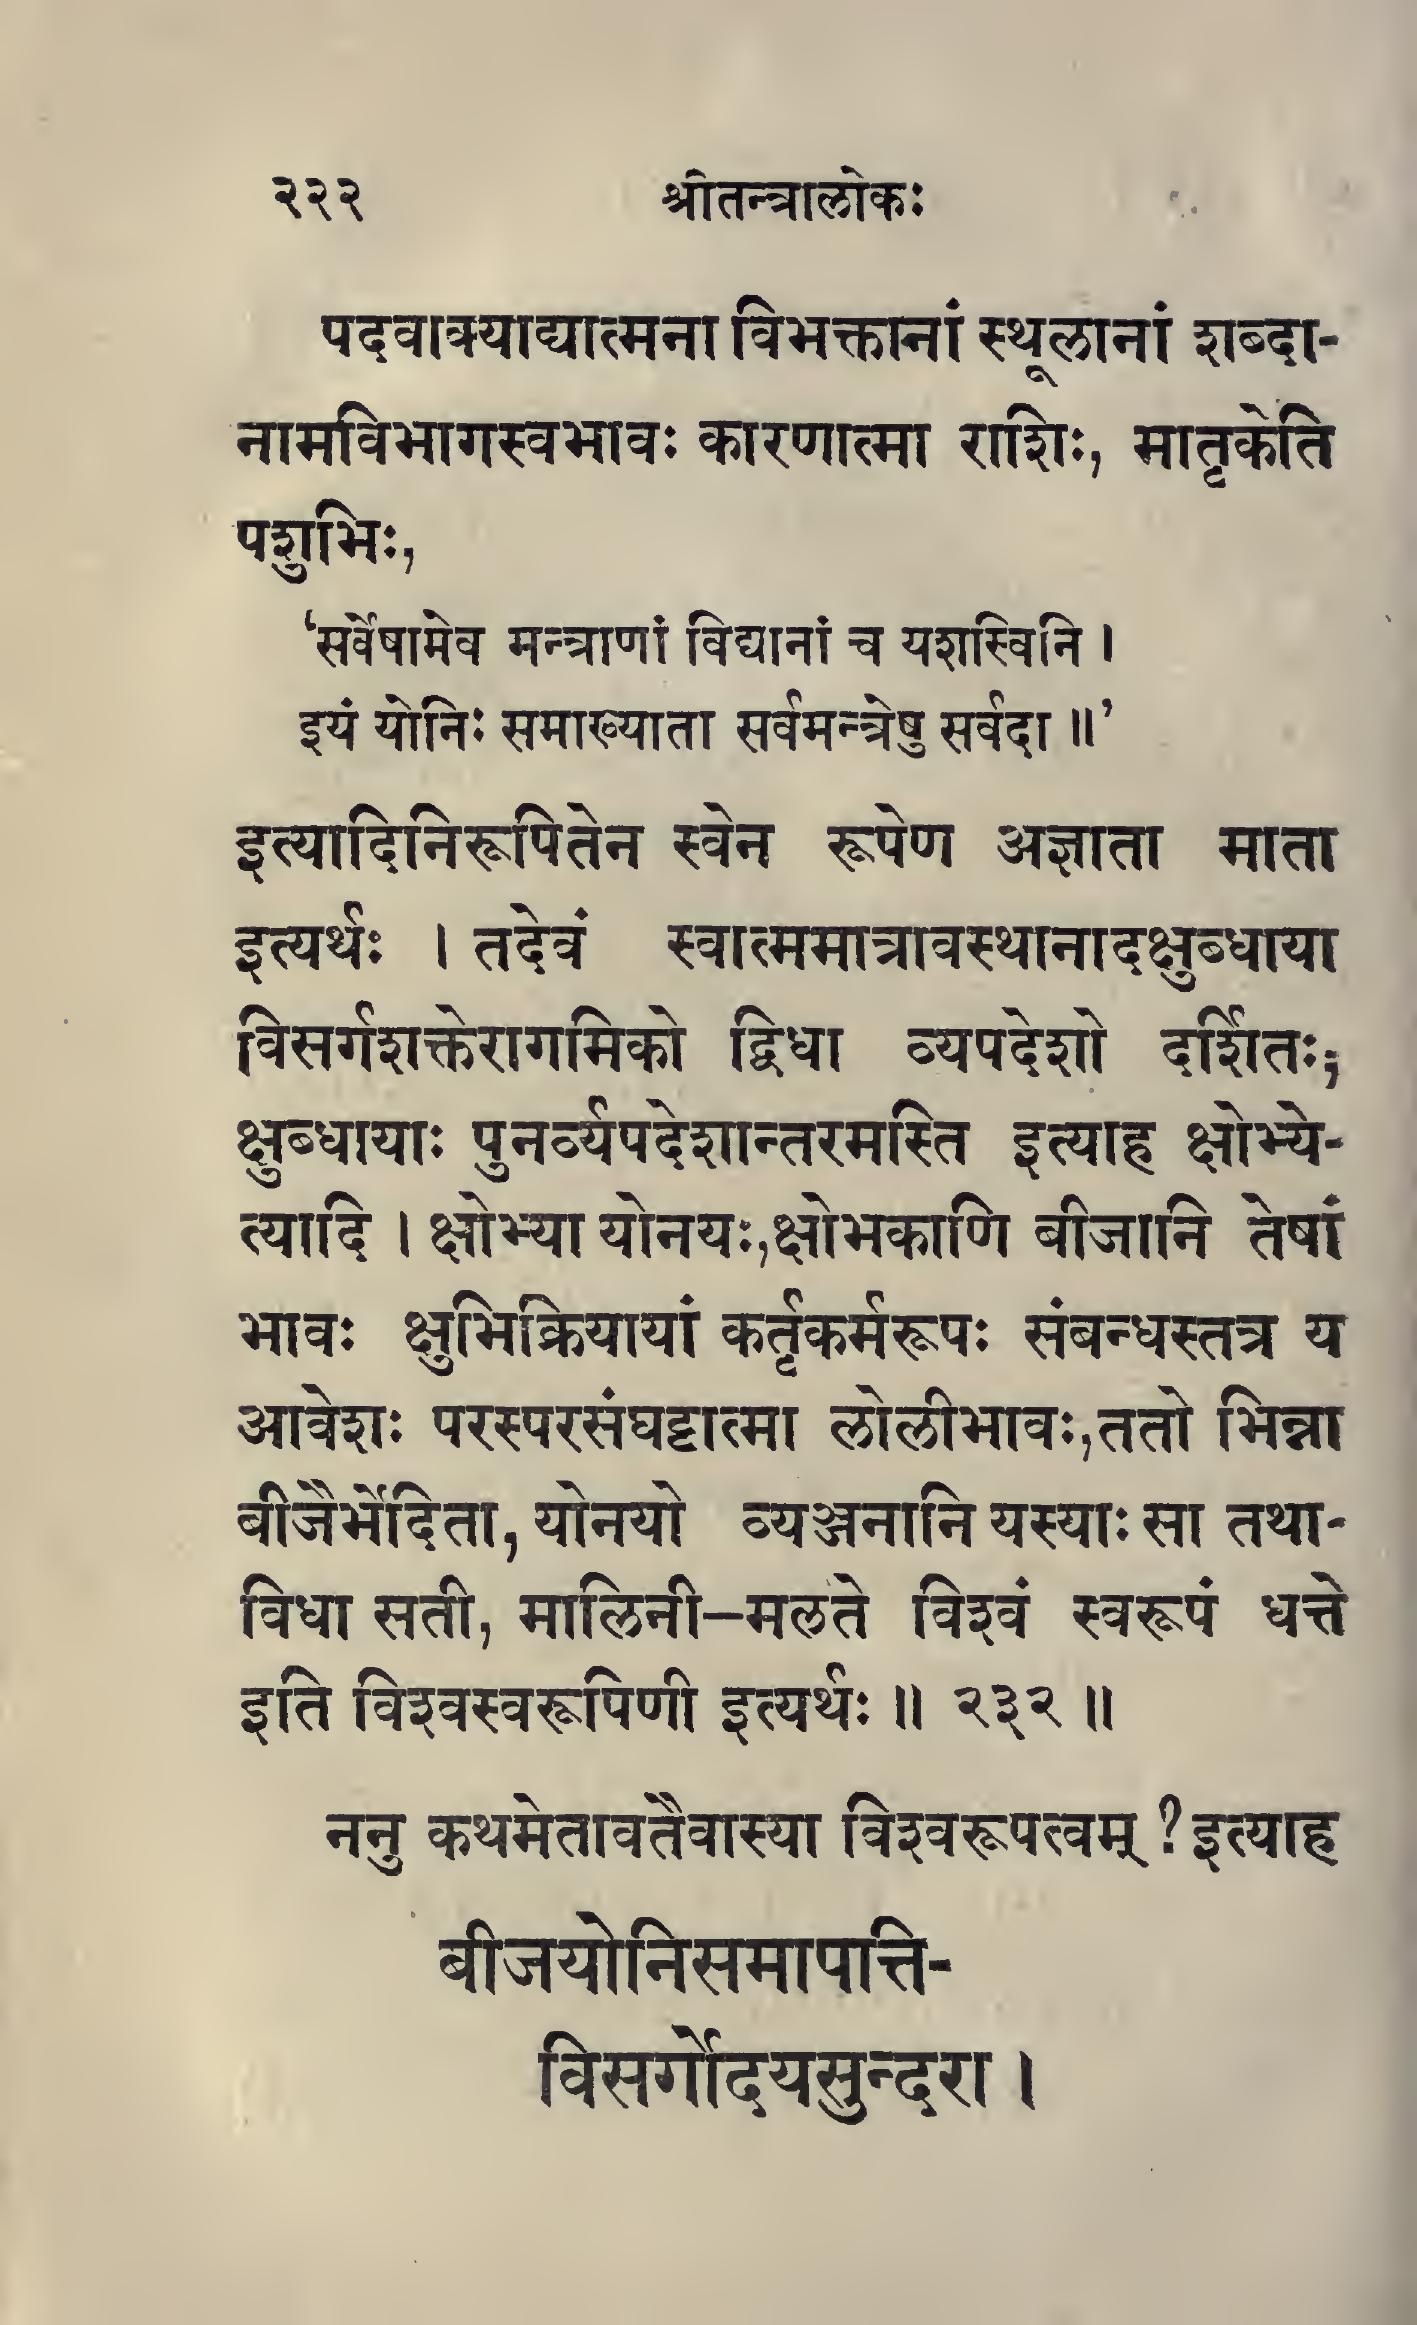 २२२ श्रीतन्त्रालोकः
पदवाक्याद्यात्मना विभक्तानां स्थूलानां शब्दा-
नामविभागस्वभावः कारणात्मा राशिः, मातृकेति
पशुभिः,
‘सर्वेषामेव मन्त्राणां विद्यानां च यशस्विनि ।
इयं योनिः समाख्याता सर्वमन्त्रेषु सर्वदा ॥’
इत्यादिनिरूपितेन स्वेन रूपेण अज्ञाता माता
इत्यर्थः । तदेवं स्वात्ममात्रावस्थानादक्षुब्धाया
विसर्गशक्तेरागमिको द्विधा व्यपदेशो दर्शितः,
क्षुब्धायाः पुनर्व्यपदेशान्तरमस्ति इत्याह क्षोभ्ये-
त्यादि । क्षोभ्या योनयः,क्षोभकाणि बीजानि तेषां
भावः क्षुभिक्रियायां कर्तृकर्मरूपः संबन्धस्तत्र य
आवेशः परस्परसंघट्टात्मा लोलीभावः,ततो भिन्ना
बीजैर्भेदिता, योनयो व्यञ्जनानि यस्याः सा तथा-
विधा सती, मालिनी–मलते विश्वं स्वरूपं धत्ते
इति विश्वस्वरूपिणी इत्यर्थः ॥ २३२ ॥
ननु कथमेतावतैवास्या विश्वरूपत्वम् ? इत्याह
बीजयोनिसमापत्ति-
विसर्गोदयसुन्दरा ।